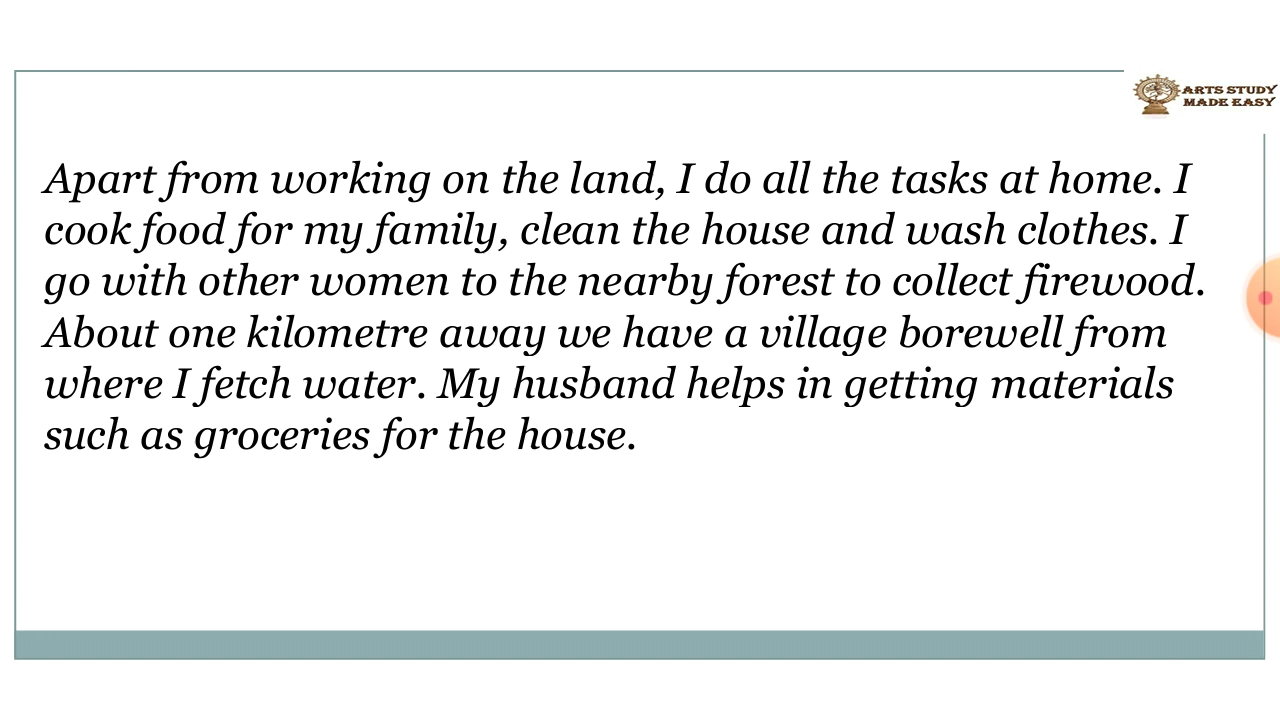 ARTS STUDY
MADE EASY
Apart from working on the land, I do all the tasks at home. I
cook food for my family, clean the house and wash clothes. I
go with other women to the nearby forest to collect firewood.
About one kilometre away we have a village borewell from
where I fetch water. My husband helps in getting materials
such as groceries for the house.